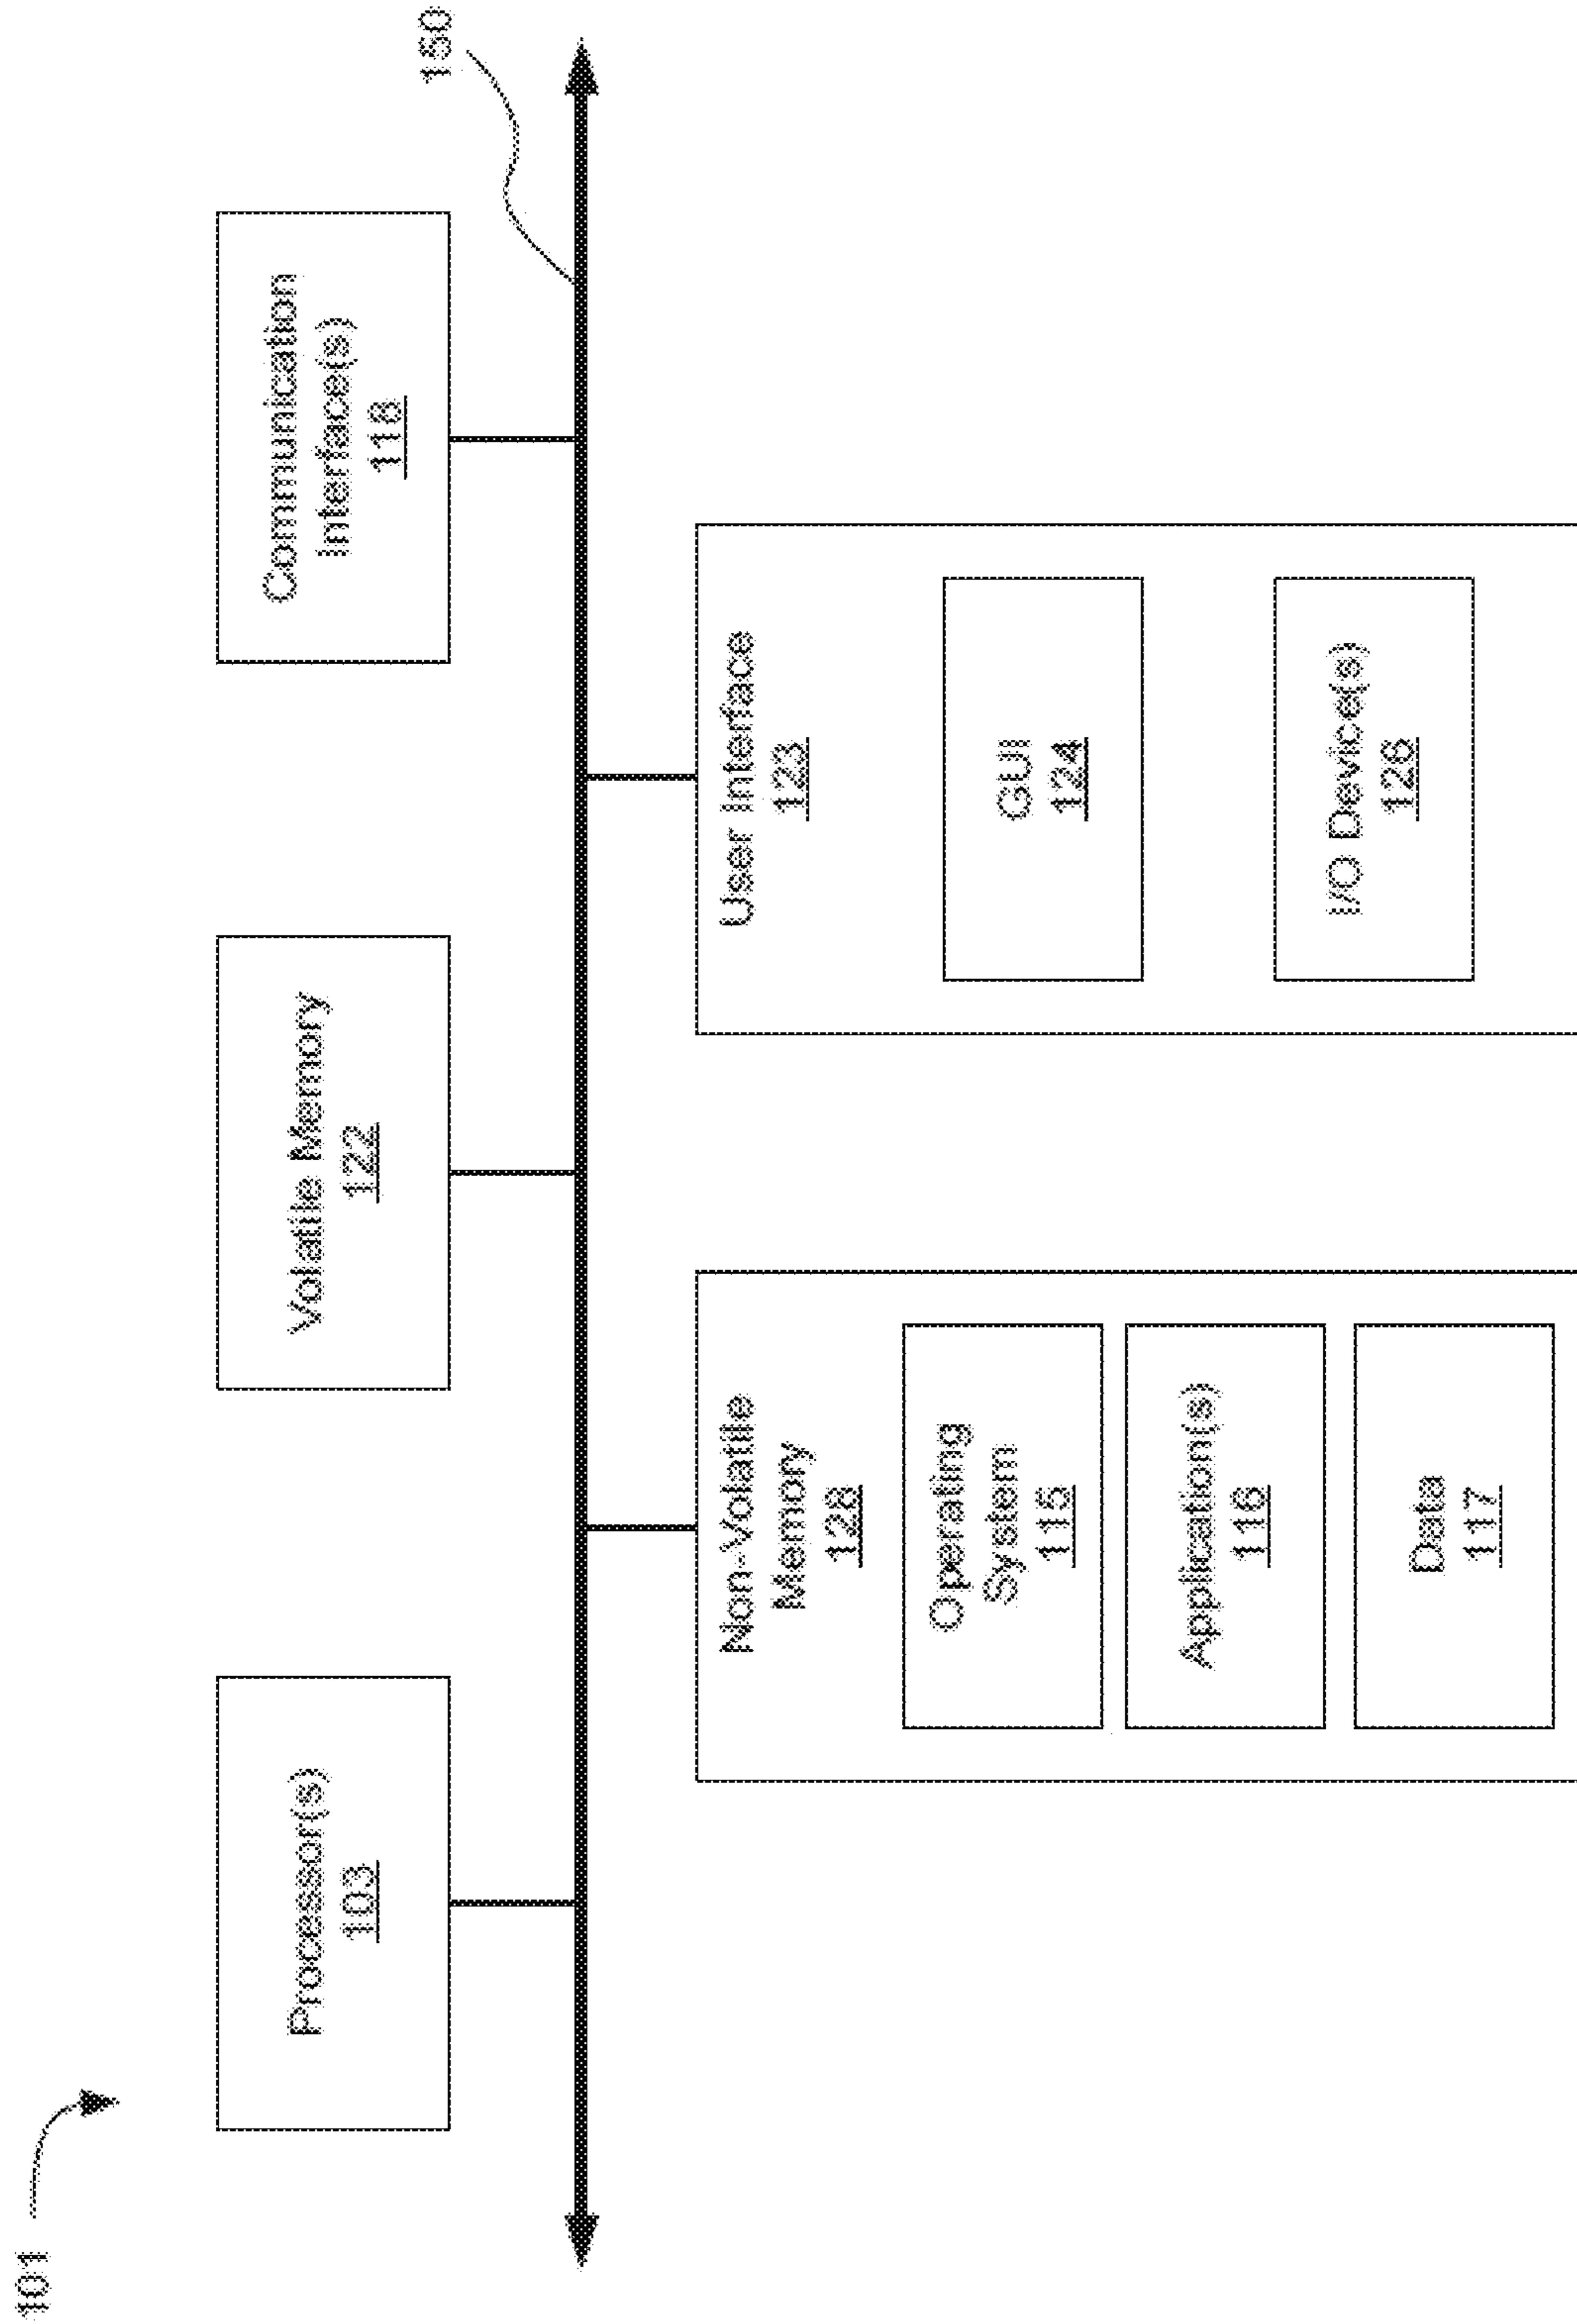 101
Processor(s)
103
Volatile Memory
122
Communication
Interface(s)
118
150
Non-Volatile
Memory
128
Operating
System
115
Application(s)
116
Data
117
User Interface
123
GUI
124
I/O Device(s)
126